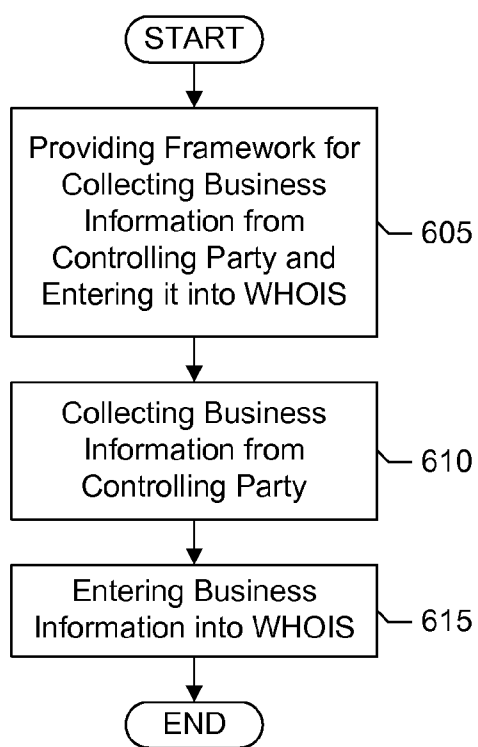 START
Providing Framework for
Collecting Business
Information from
Controlling Party and
Entering it into WHOIS
605
Collecting Business
Information from
Controlling Party
610
Entering Business
Information into WHOIS
615
END